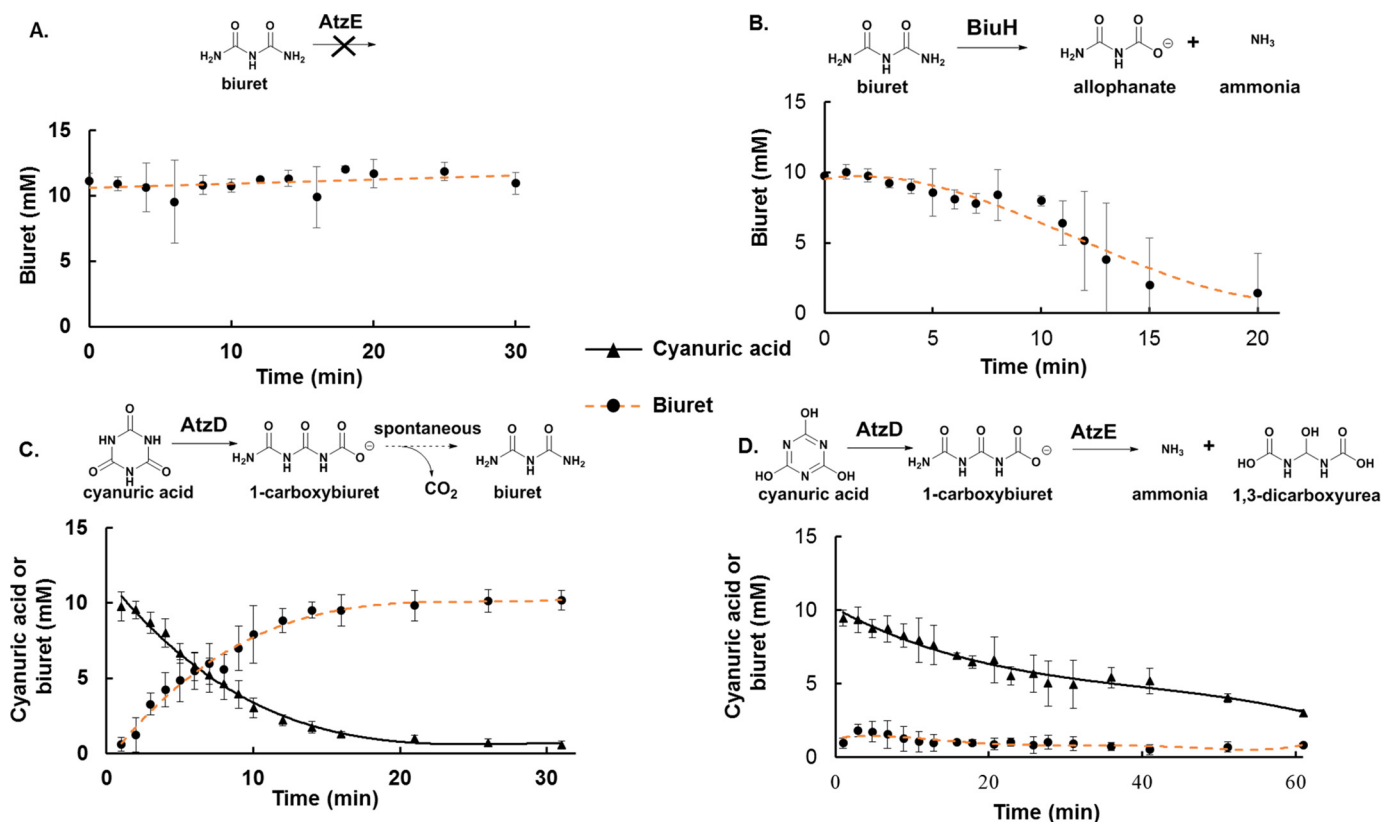 A.
AtzE
O O
H₂N N H NH₂
biuret
Biuret (mM)
15
10
5
0
0 10 20 30
Time (min)
B.
BiuH
O O O O
H₂N N H NH₂ H₂N N H O⊖ + NH₃
biuret allophanate ammonia
Biuret (mM)
15
10
5
0
0 5 10 15 20
Time (min)
Cyanuric acid
Biuret
C.
AtzD spontaneous
O HN NH O N H O
O O O H₂N N H N H O⊖
CO₂
O O H₂N N H NH₂
cyanuric acid 1-carboxybiuret biuret
Cyanuric acid or
biuret (mM)
15
10
5
0
0 10 20 30
Time (min)
D.
AtzD AtzE
OH N N HO N OH
O O O H₂N N H N H O⊖
NH₃ +
O OH O HO N H N H OH
cyanuric acid 1-carboxybiuret ammonia 1,3-dicarboxyurea
Cyanuric acid or
biuret (mM)
15
10
5
0
0 20 40 60
Time (min)